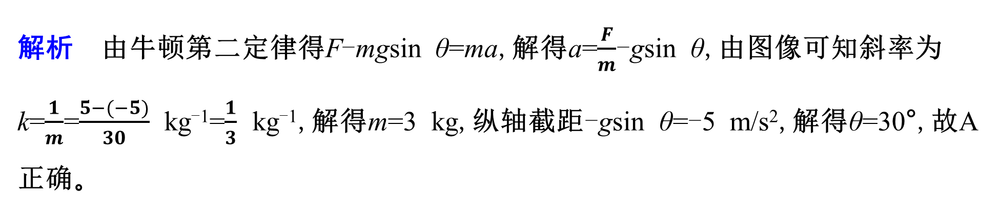 解析 由牛顿第二定律得F−mgsin θ=ma, 解得a=F/m−gsin θ, 由图像可知斜率为
k=1/m=5−(−5)/30 kg⁻¹=1/3 kg⁻¹, 解得m=3 kg, 纵轴截距−gsin θ=−5 m/s², 解得θ=30°, 故A
正确。